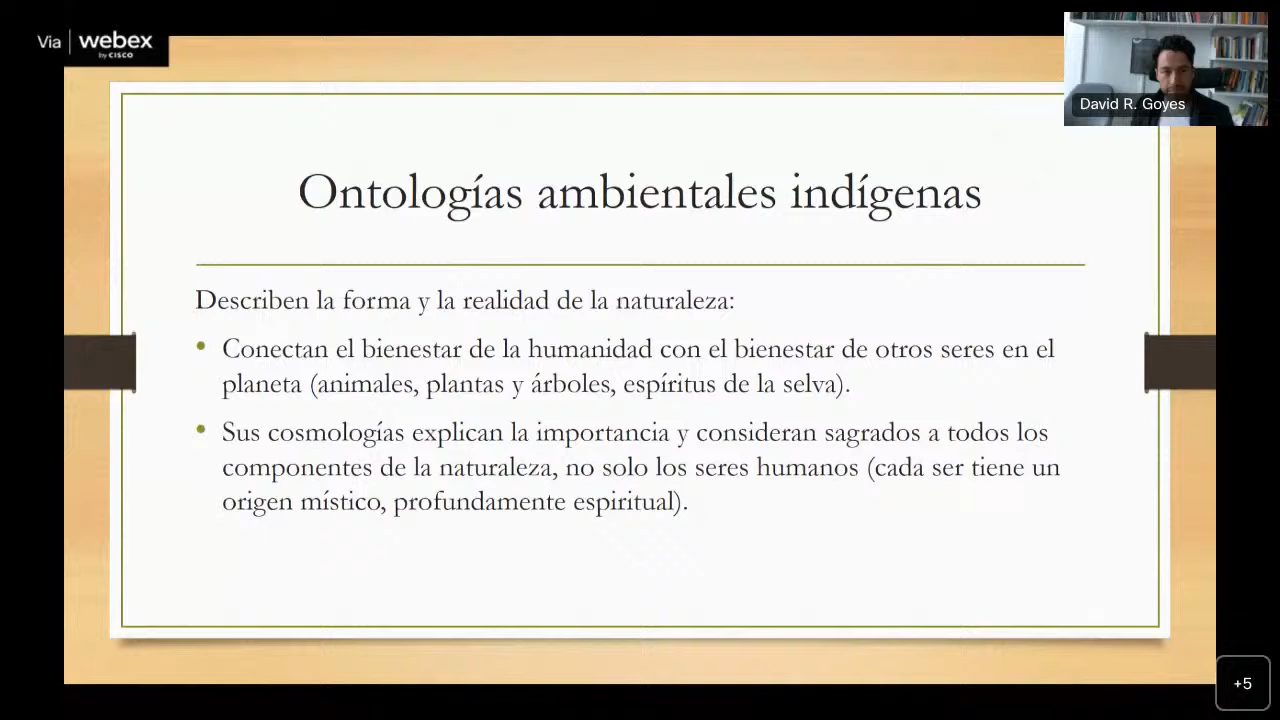 Via webex
by CISCO
David R. Goyes
Ontologías ambientales indígenas
Describen la forma y la realidad de la naturaleza:
• Conectan el bienestar de la humanidad con el bienestar de otros seres en el
planeta (animales, plantas y árboles, espíritus de la selva).
• Sus cosmologías explican la importancia y consideran sagrados a todos los
componentes de la naturaleza, no solo los seres humanos (cada ser tiene un
origen místico, profundamente espiritual).
+5